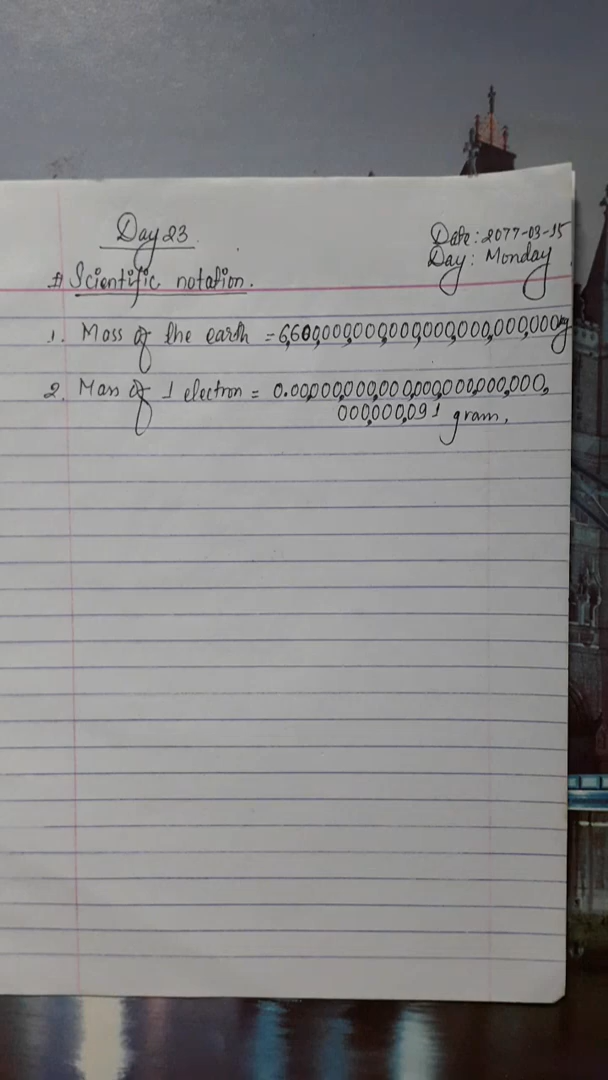 Day 23.
Date: 2077-03-15
Day: Monday
# Scientific notation.
1. Mass of the earth = 6,600,000,000,000,000,000,000,000kg
2. Mass of 1 electron = 0.00,000,000,000,000,000,000,000,
000,000,091 gram.